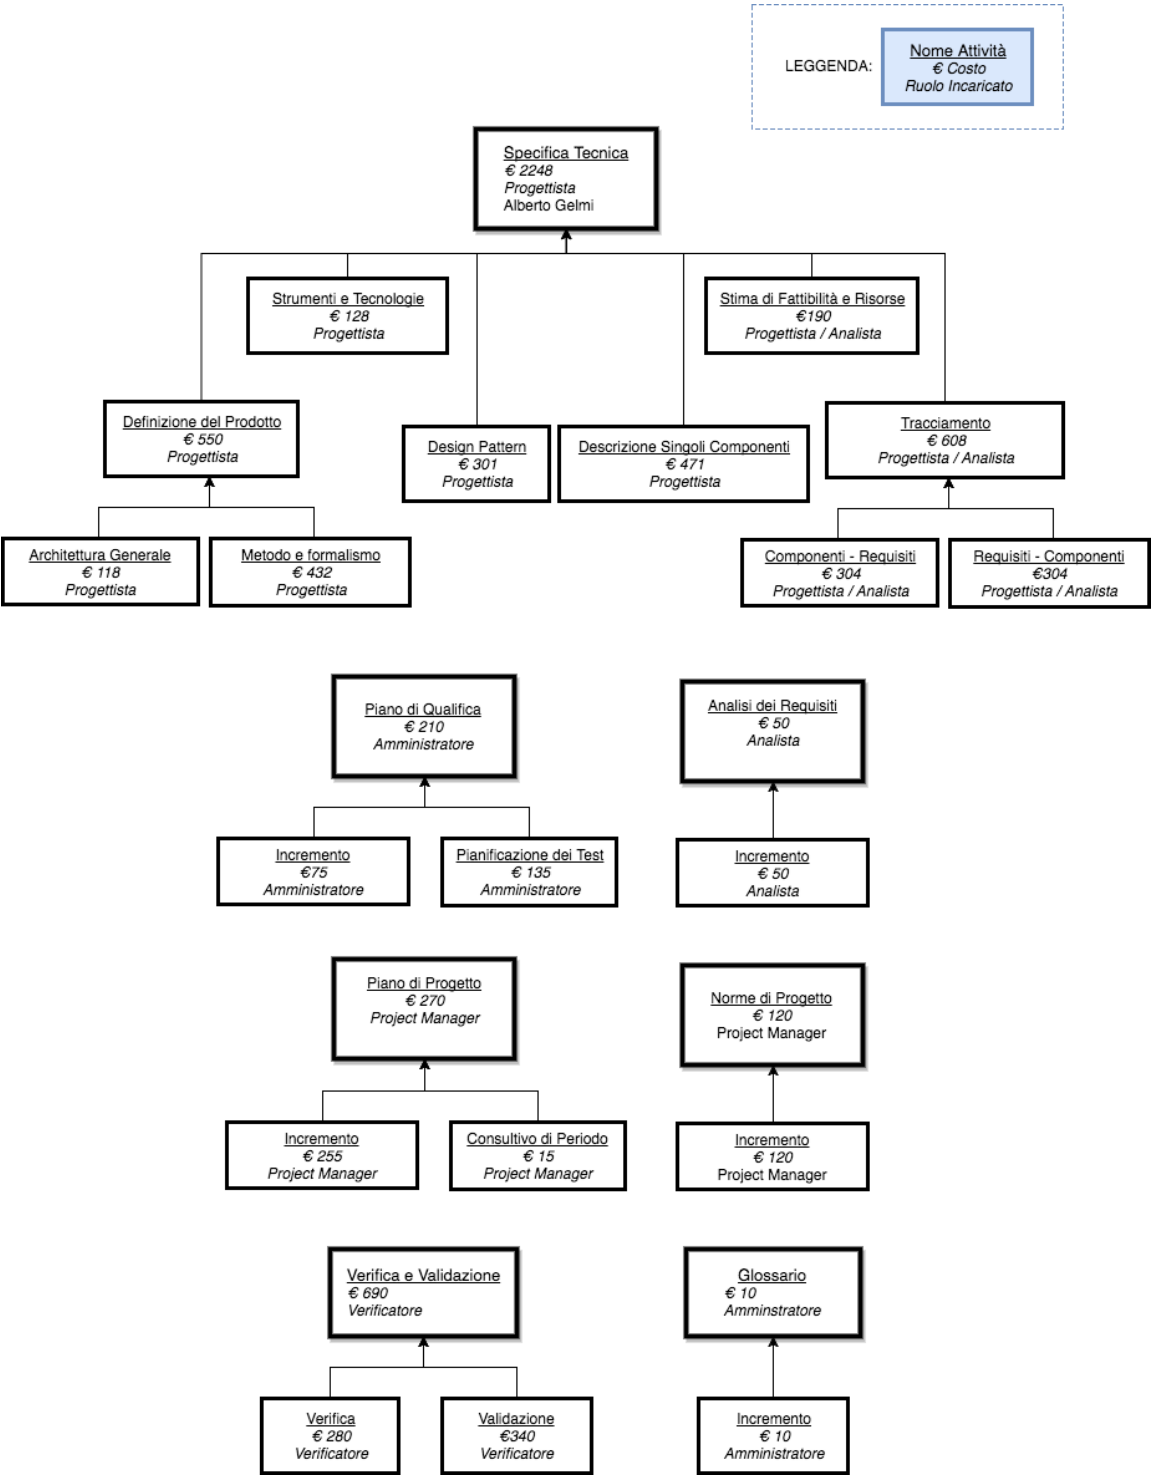 LEGGENDA:
Nome Attività
€ Costo
Ruolo Incaricato
Specifica Tecnica
€ 2248
Progettista
Alberto Gelmi
Strumenti e Tecnologie
€ 128
Progettista
Stima di Fattibilità e Risorse
€190
Progettista / Analista
Definizione del Prodotto
€ 550
Progettista
Design Pattern
€ 301
Progettista
Descrizione Singoli Componenti
€ 471
Progettista
Tracciamento
€ 608
Progettista / Analista
Architettura Generale
€ 118
Progettista
Metodo e formalismo
€ 432
Progettista
Componenti - Requisiti
€ 304
Progettista / Analista
Requisiti - Componenti
€304
Progettista / Analista
Piano di Qualifica
€ 210
Amministratore
Analisi dei Requisiti
€ 50
Analista
Incremento
€75
Amministratore
Pianificazione dei Test
€ 135
Amministratore
Incremento
€ 50
Analista
Piano di Progetto
€ 270
Project Manager
Norme di Progetto
€ 120
Project Manager
Incremento
€ 255
Project Manager
Consultivo di Periodo
€ 15
Project Manager
Incremento
€ 120
Project Manager
Verifica e Validazione
€ 690
Verificatore
Glossario
€ 10
Amminstratore
Verifica
€ 280
Verificatore
Validazione
€340
Verificatore
Incremento
€ 10
Amministratore